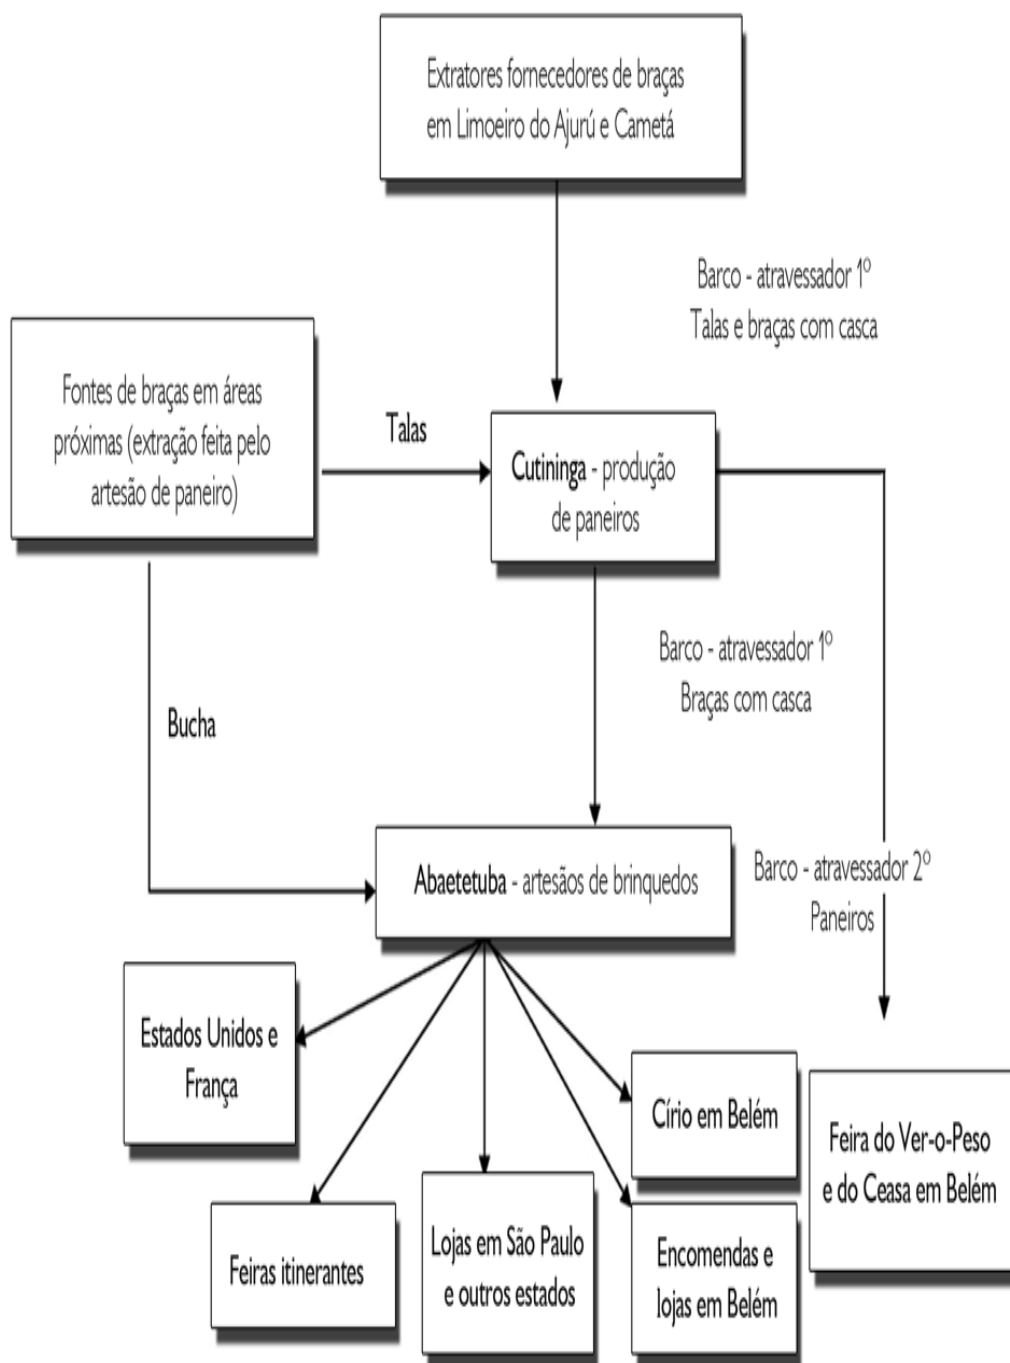 Extratores fornecedores de braças
em Limoeiro do Ajurú e Cametá
Barco - atravessador 1º
Talas e braças com casca
Fontes de braças em áreas
próximas (extração feita pelo
artesão de paneiro)
Talas
Cutininga - produção
de paneiros
Barco - atravessador 1º
Braças com casca
Bucha
Abaetetuba - artesãos de brinquedos
Barco - atravessador 2º
Paneiros
Estados Unidos e
França
Feiras itinerantes
Lojas em São Paulo
e outros estados
Encomendas e
lojas em Belém
Círio em Belém
Feira do Ver-o-Peso
e do Ceasa em Belém